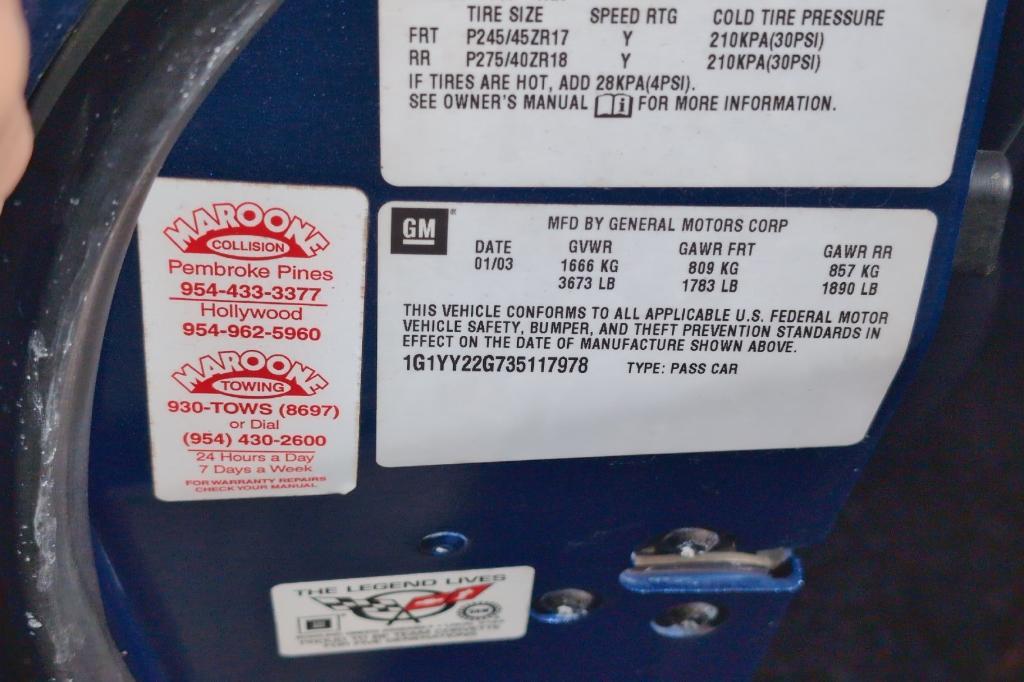 TIRE SIZE SPEED RTG COLD TIRE PRESSURE
FRT P245/45ZR17 Y 210KPA(30PSI)
RR P275/40ZR18 Y 210KPA(30PSI)
IF TIRES ARE HOT, ADD 28KPA(4PSI).
SEE OWNER'S MANUAL i FOR MORE INFORMATION.
MAROONE
COLLISION
Pembroke Pines
954-433-3377
Hollywood
954-962-5960
MAROONE
TOWING
930-TOWS (8697)
or Dial
(954) 430-2600
24 Hours a Day
7 Days a Week
FOR WARRANTY REPAIRS
CHECK YOUR MANUAL
GM ® MFD BY GENERAL MOTORS CORP
DATE GVWR GAWR FRT GAWR RR
01/03 1666 KG 809 KG 857 KG
3673 LB 1783 LB 1890 LB
THIS VEHICLE CONFORMS TO ALL APPLICABLE U.S. FEDERAL MOTOR
VEHICLE SAFETY, BUMPER, AND THEFT PREVENTION STANDARDS IN
EFFECT ON THE DATE OF MANUFACTURE SHOWN ABOVE.
1G1YY22G735117978 TYPE: PASS CAR
THE LEGEND LIVES